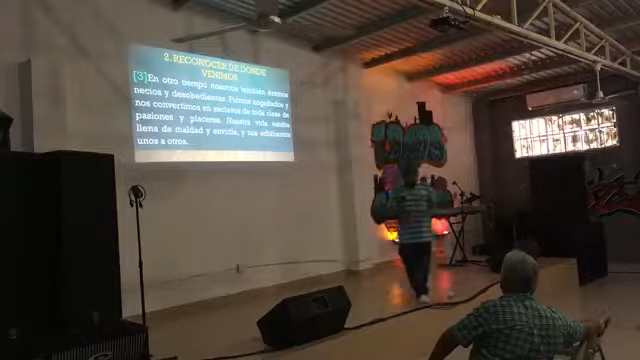 2. RECONOCER DE DONDE
VENIMOS
[3]En otro tiempo nosotros también éramos
necios y desobedientes. Fuimos engañados y
nos convertimos en esclavos de toda clase de
pasiones y placeres. Nuestra vida estaba
llena de maldad y envidia, y nos odiábamos
unos a otros.